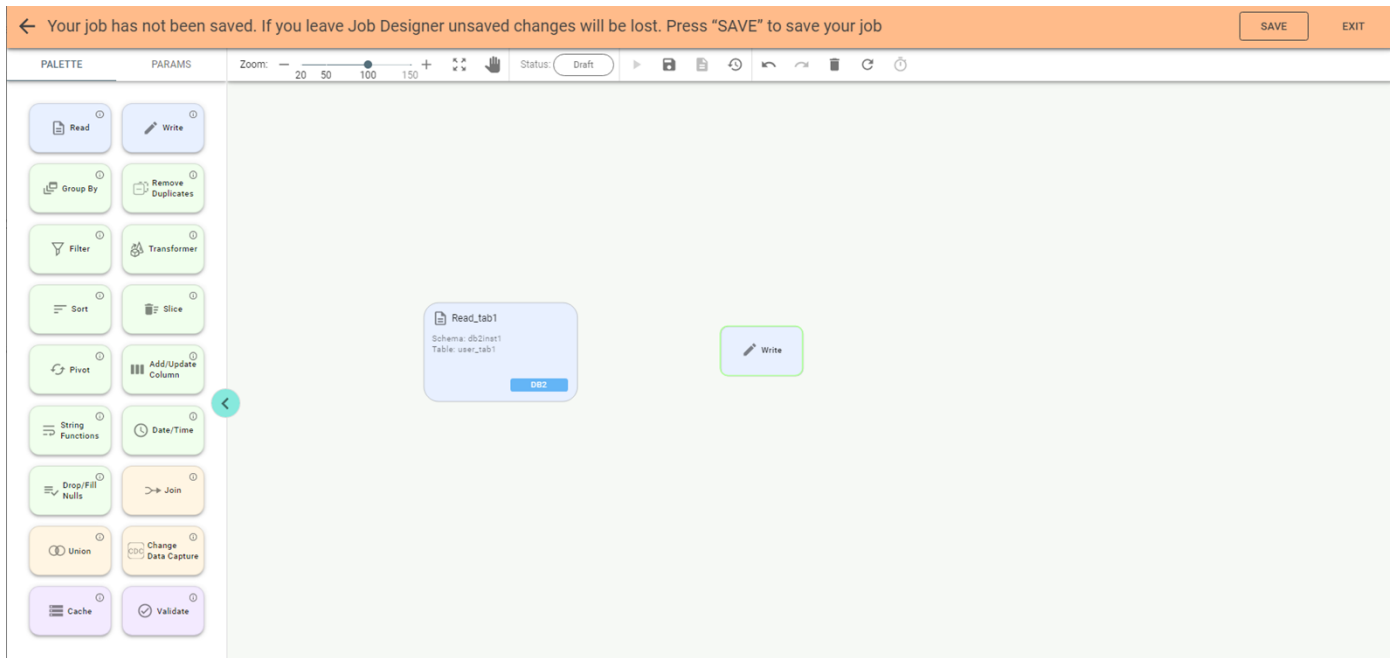 Your job has not been saved. If you leave Job Designer unsaved changes will be lost. Press “SAVE” to save your job
SAVE
EXIT
PALETTE
PARAMS
Zoom:
20
50
100
150
Status:
Draft
Read
Write
Group By
Remove
Duplicates
Filter
Transformer
Sort
Slice
Pivot
Add/Update
Column
String
Functions
Date/Time
Drop/Fill
Nulls
Join
Union
CDC
Change
Data Capture
Cache
Validate
Read_tab1
Schema: db2inst1
Table: user_tab1
DB2
Write